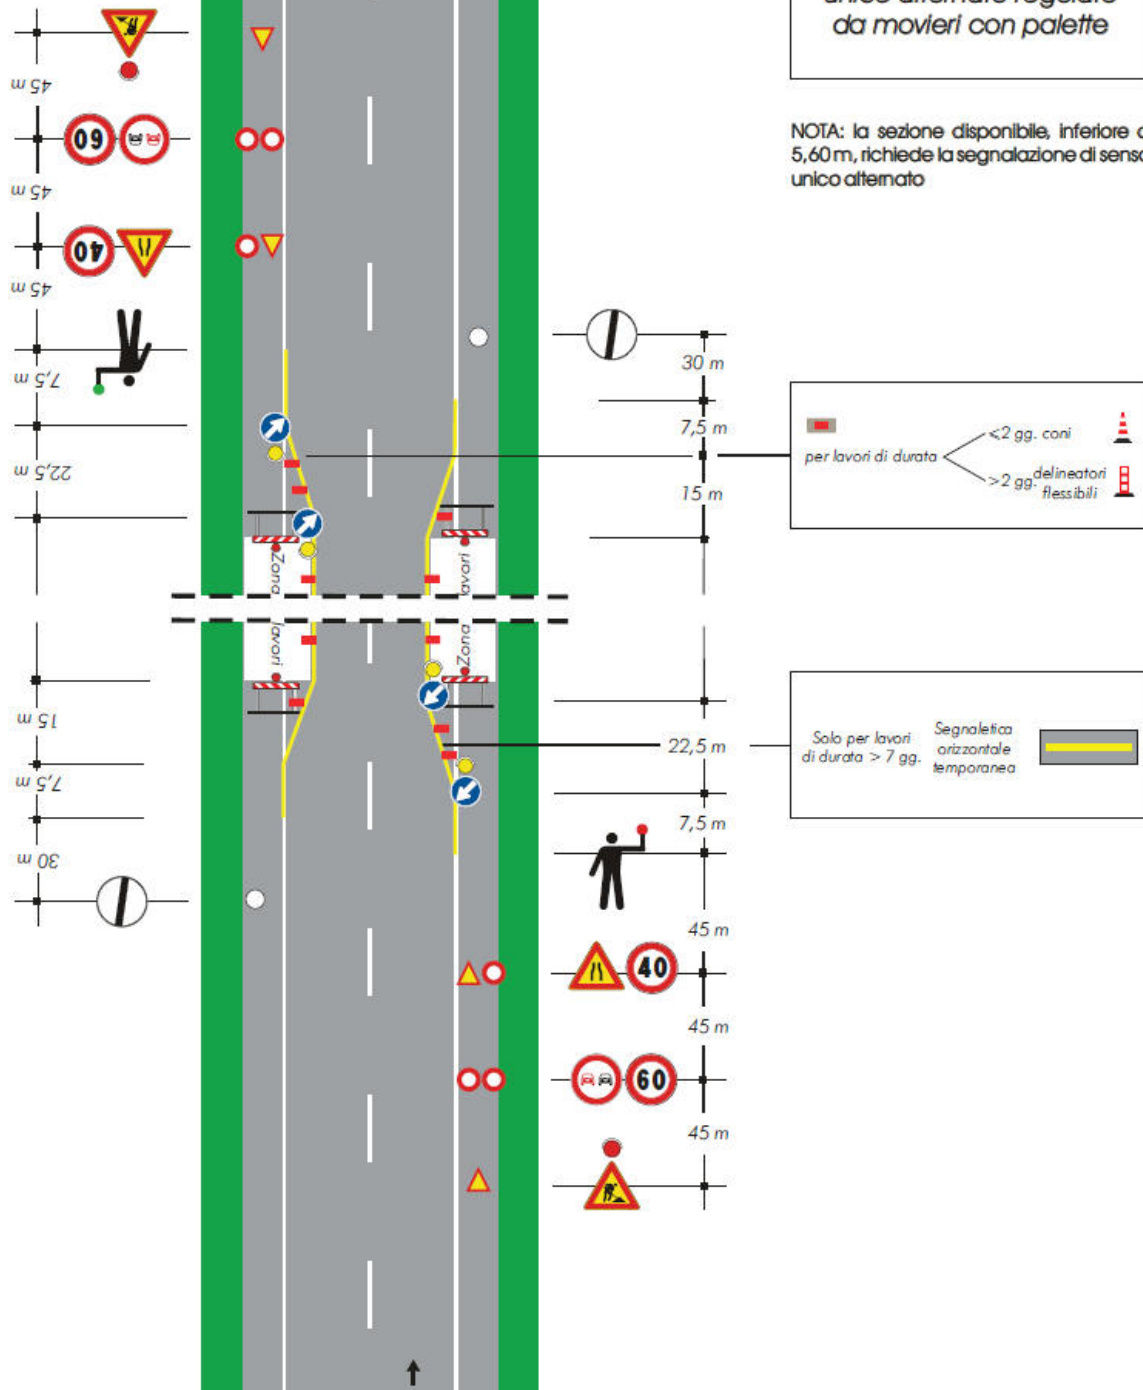 unico alternato regolato
da movieri con palette
NOTA: la sezione disponibile, inferiore a
5,60 m, richiede la segnalazione di senso
unico alternato
45 m
60
45 m
40
45 m
7,5 m
22,5 m
30 m
7,5 m
15 m
per lavori di durata
<2 gg. coni
>2 gg. delineatori
flessibili
Zona
lavori
lavori
Zona
15 m
7,5 m
30 m
22,5 m
7,5 m
Solo per lavori
di durata > 7 gg.
Segnaletica
orizzontale
temporanea
45 m
40
45 m
60
45 m